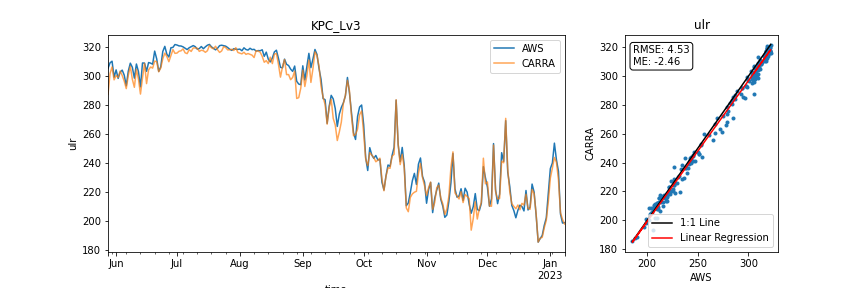 KPC_Lv3
ulr
320
300
280
260
240
220
200
180
ulr
AWS
CARRA
Jun
Jul
Aug
Sep
Oct
Nov
Dec
Jan
2023
time
ulr
320
300
280
260
240
220
200
180
CARRA
RMSE: 4.53
ME: -2.46
1:1 Line
Linear Regression
200
250
300
AWS